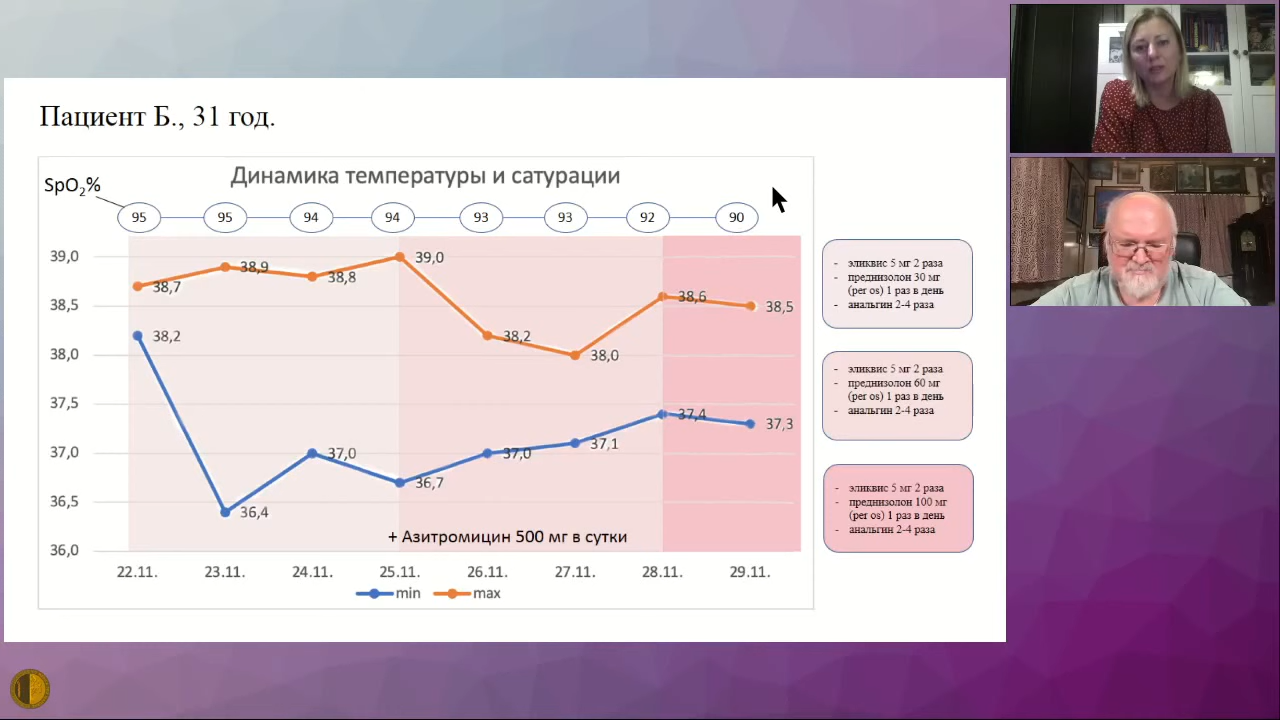 Пациент Б., 31 год.
Динамика температуры и сатурации
SpO₂%
95 95 94 94 93 93 92 90
39,0
38,5
38,0
37,5
37,0
36,5
36,0
38,7 38,9 38,8 39,0 38,2 38,0 38,6 38,5
38,2 36,4 37,0 36,7 37,0 37,1 37,4 37,3
+ Азитромицин 500 мг в сутки
22.11. 23.11. 24.11. 25.11. 26.11. 27.11. 28.11. 29.11.
min max
- эликвис 5 мг 2 раза
- преднизолон 30 мг
(per os) 1 раз в день
- анальгин 2-4 раза
- эликвис 5 мг 2 раза
- преднизолон 60 мг
(per os) 1 раз в день
- анальгин 2-4 раза
- эликвис 5 мг 2 раза
- преднизолон 100 мг
(per os) 1 раз в день
- анальгин 2-4 раза